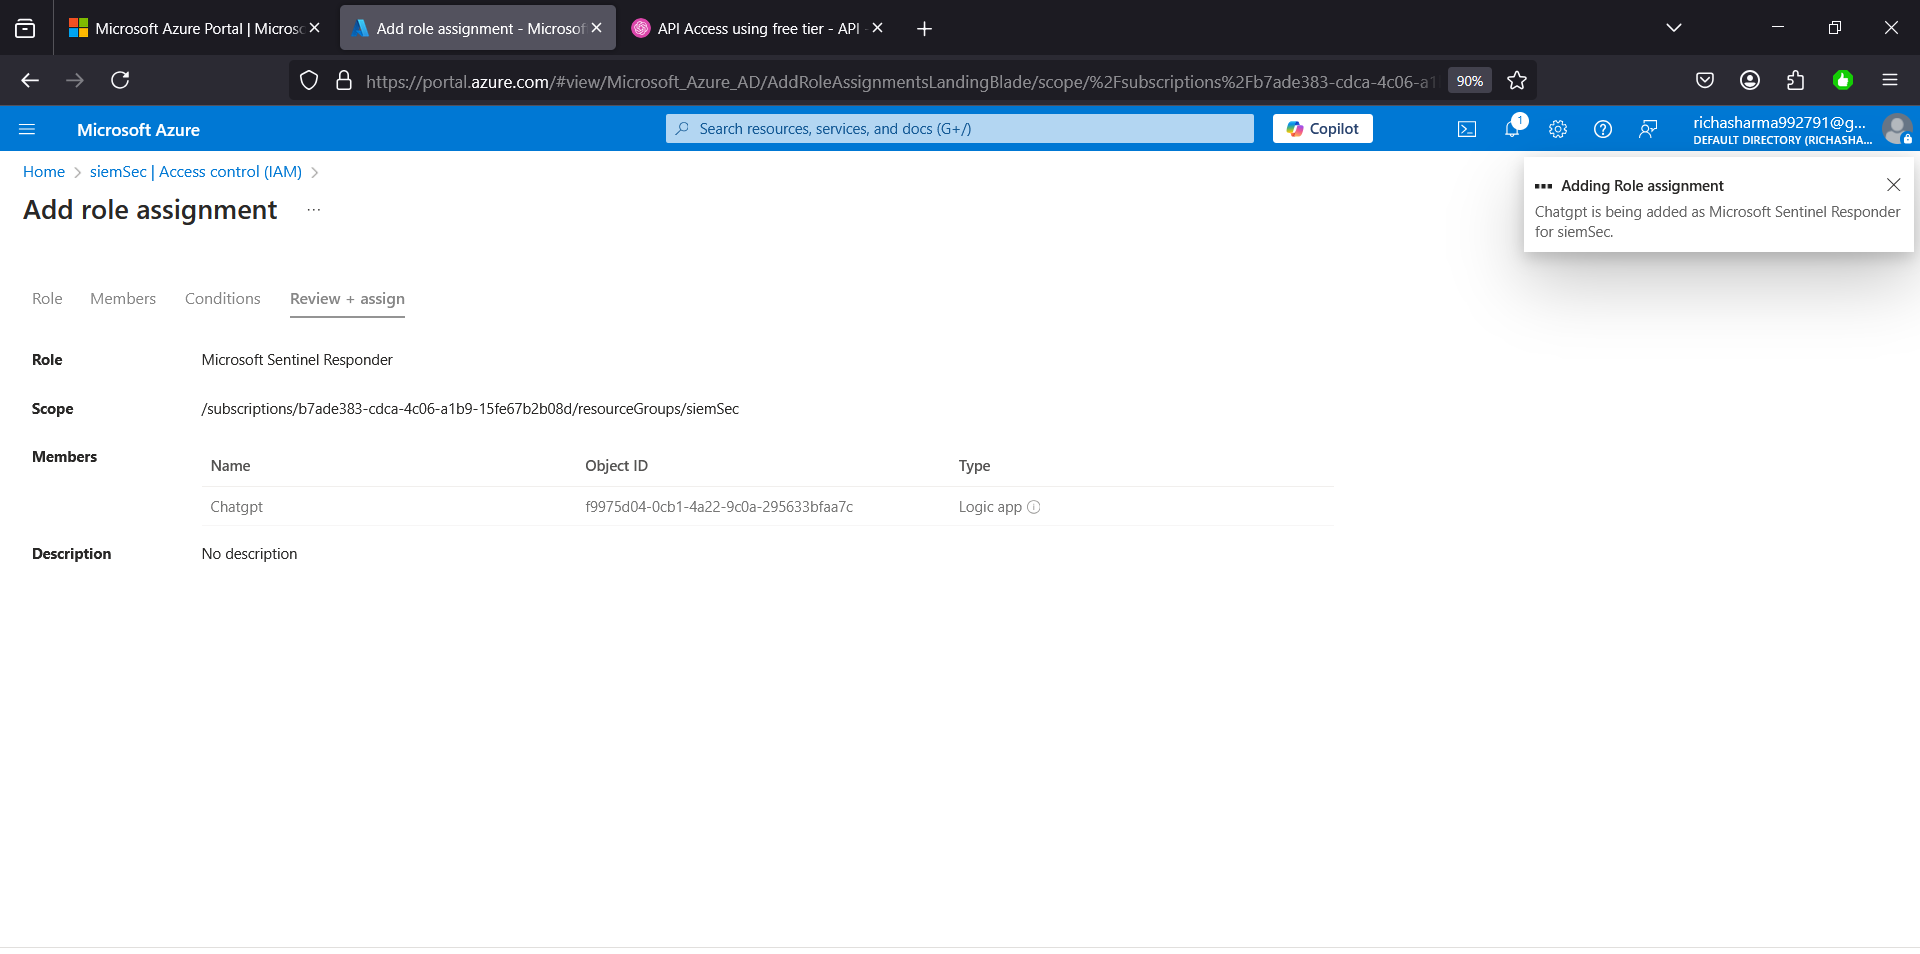 Microsoft Azure Portal | Microso
Add role assignment - Microsof
API Access using free tier - API -
https://portal.azure.com/#view/Microsoft_Azure_AD/AddRoleAssignmentsLandingBlade/scope/%2Fsubscriptions%2Fb7ade383-cdca-4c06-a1
90%
Microsoft Azure
Search resources, services, and docs (G+/)
Copilot
1
richasharma992791@g...
DEFAULT DIRECTORY (RICHASHA...
Home
siemSec | Access control (IAM)
Add role assignment
...
Adding Role assignment
Chatgpt is being added as Microsoft Sentinel Responder
for siemSec.
Role
Members
Conditions
Review + assign
Role
Microsoft Sentinel Responder
Scope
/subscriptions/b7ade383-cdca-4c06-a1b9-15fe67b2b08d/resourceGroups/siemSec
Members
Name
Object ID
Type
Chatgpt
f9975d04-0cb1-4a22-9c0a-295633bfaa7c
Logic app
Description
No description